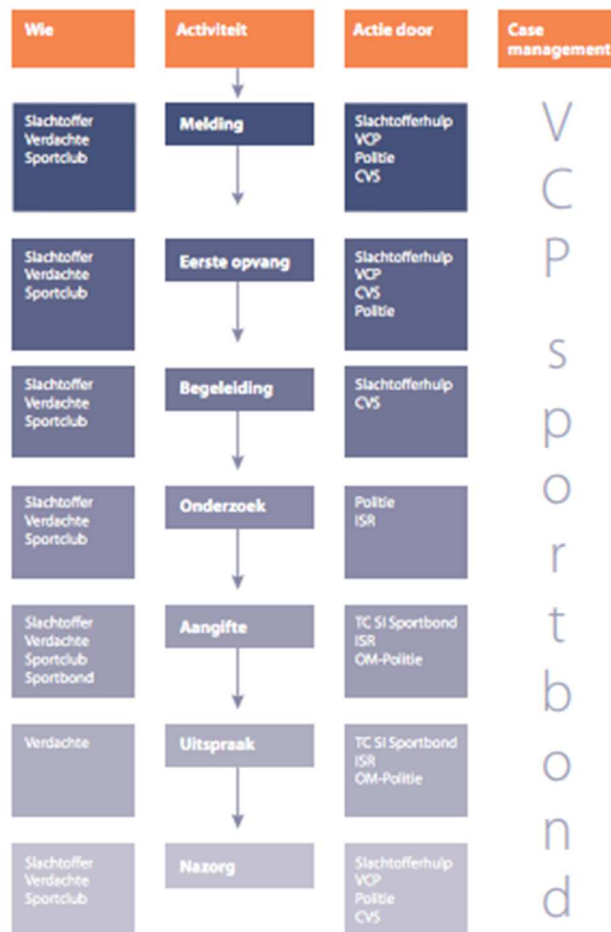 Wie
Activiteit
Actie door
Case
management
Slachtoffer
Verdachte
Sportclub
Melding
Slachtofferhulp
VCP
Politie
CVS
Slachtoffer
Verdachte
Sportclub
Eerste opvang
Slachtofferhulp
VCP
CVS
Politie
Slachtoffer
Verdachte
Sportclub
Begeleiding
Slachtofferhulp
CVS
Slachtoffer
Verdachte
Sportclub
Onderzoek
Politie
ISR
Slachtoffer
Verdachte
Sportclub
Sportbond
Aangifte
TC SI Sportbond
ISR
OM-Politie
Verdachte
Uitspraak
TC SI Sportbond
ISR
OM-Politie
Slachtoffer
Verdachte
Sportclub
Nazorg
Slachtofferhulp
VCP
Politie
CVS
VCP sportbond